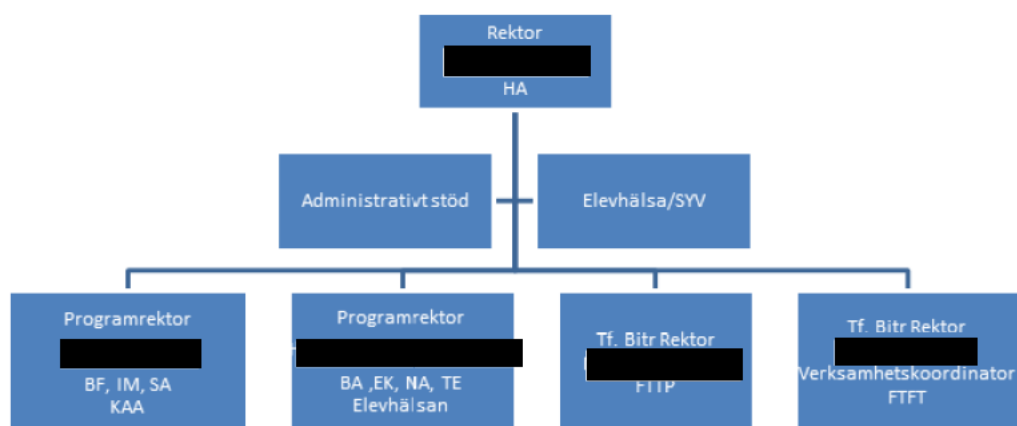 Rektor
HA
Administrativt stöd
Elevhälsa/SYV
Programrektor
BF, IM, SA
KAA
Programrektor
BA ,EK, NA, TE
Elevhälsan
Tf. Bitr Rektor
FTTP
Tf. Bitr Rektor
Verksamhetskoordinator
FTFT